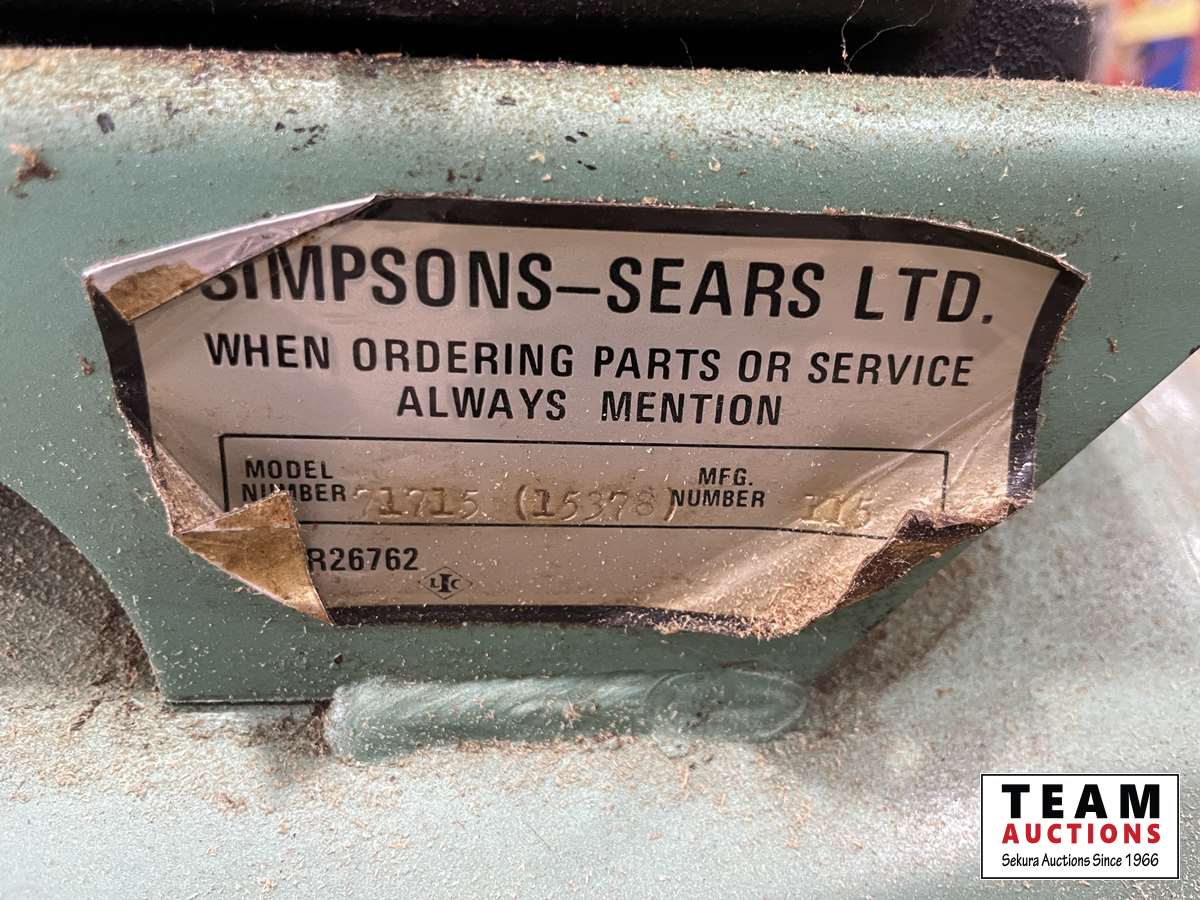 SIMPSONS-SEARS LTD.
WHEN ORDERING PARTS OR SERVICE
ALWAYS MENTION
MODEL
NUMBER 71715 (15378)
MFG.
NUMBER 115
R26762
TEAM
AUCTIONS
Sekura Auctions Since 1966